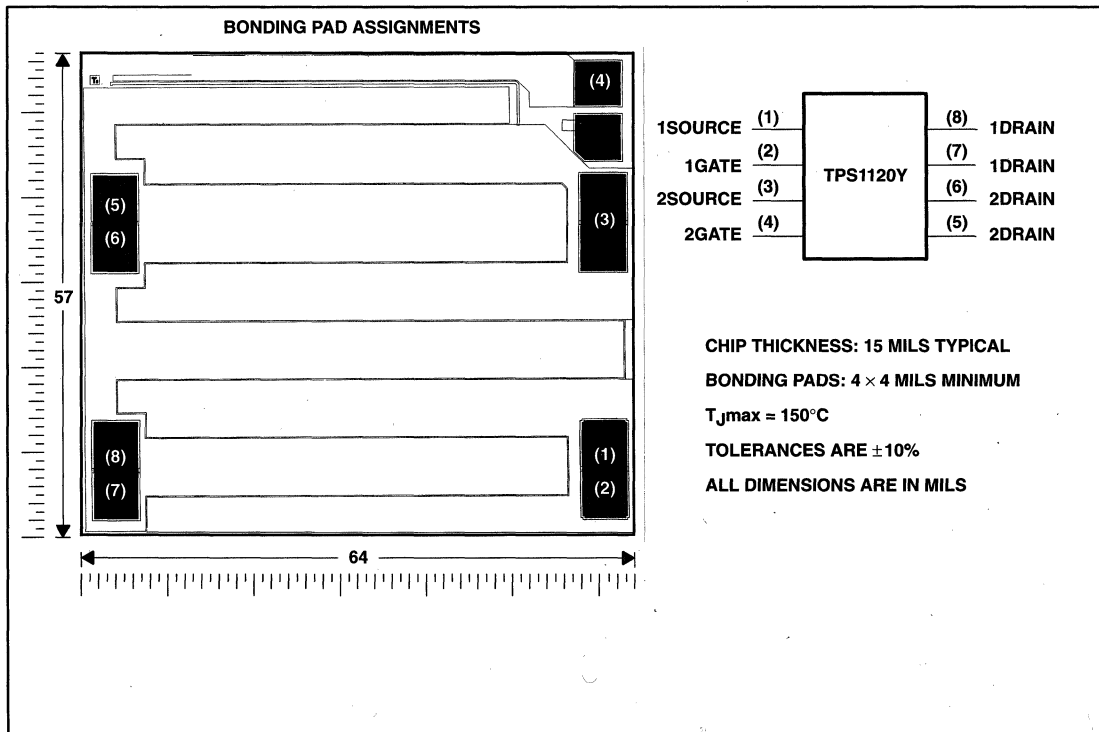 BONDING PAD ASSIGNMENTS
(4)
(5)
(6)
(3)
57
(8)
(7)
(1)
(2)
64
1SOURCE (1)
1GATE (2)
2SOURCE (3)
2GATE (4)
TPS1120Y
(8) 1DRAIN
(7) 1DRAIN
(6) 2DRAIN
(5) 2DRAIN
CHIP THICKNESS: 15 MILS TYPICAL
BONDING PADS: 4 × 4 MILS MINIMUM
TJmax = 150°C
TOLERANCES ARE ±10%
ALL DIMENSIONS ARE IN MILS